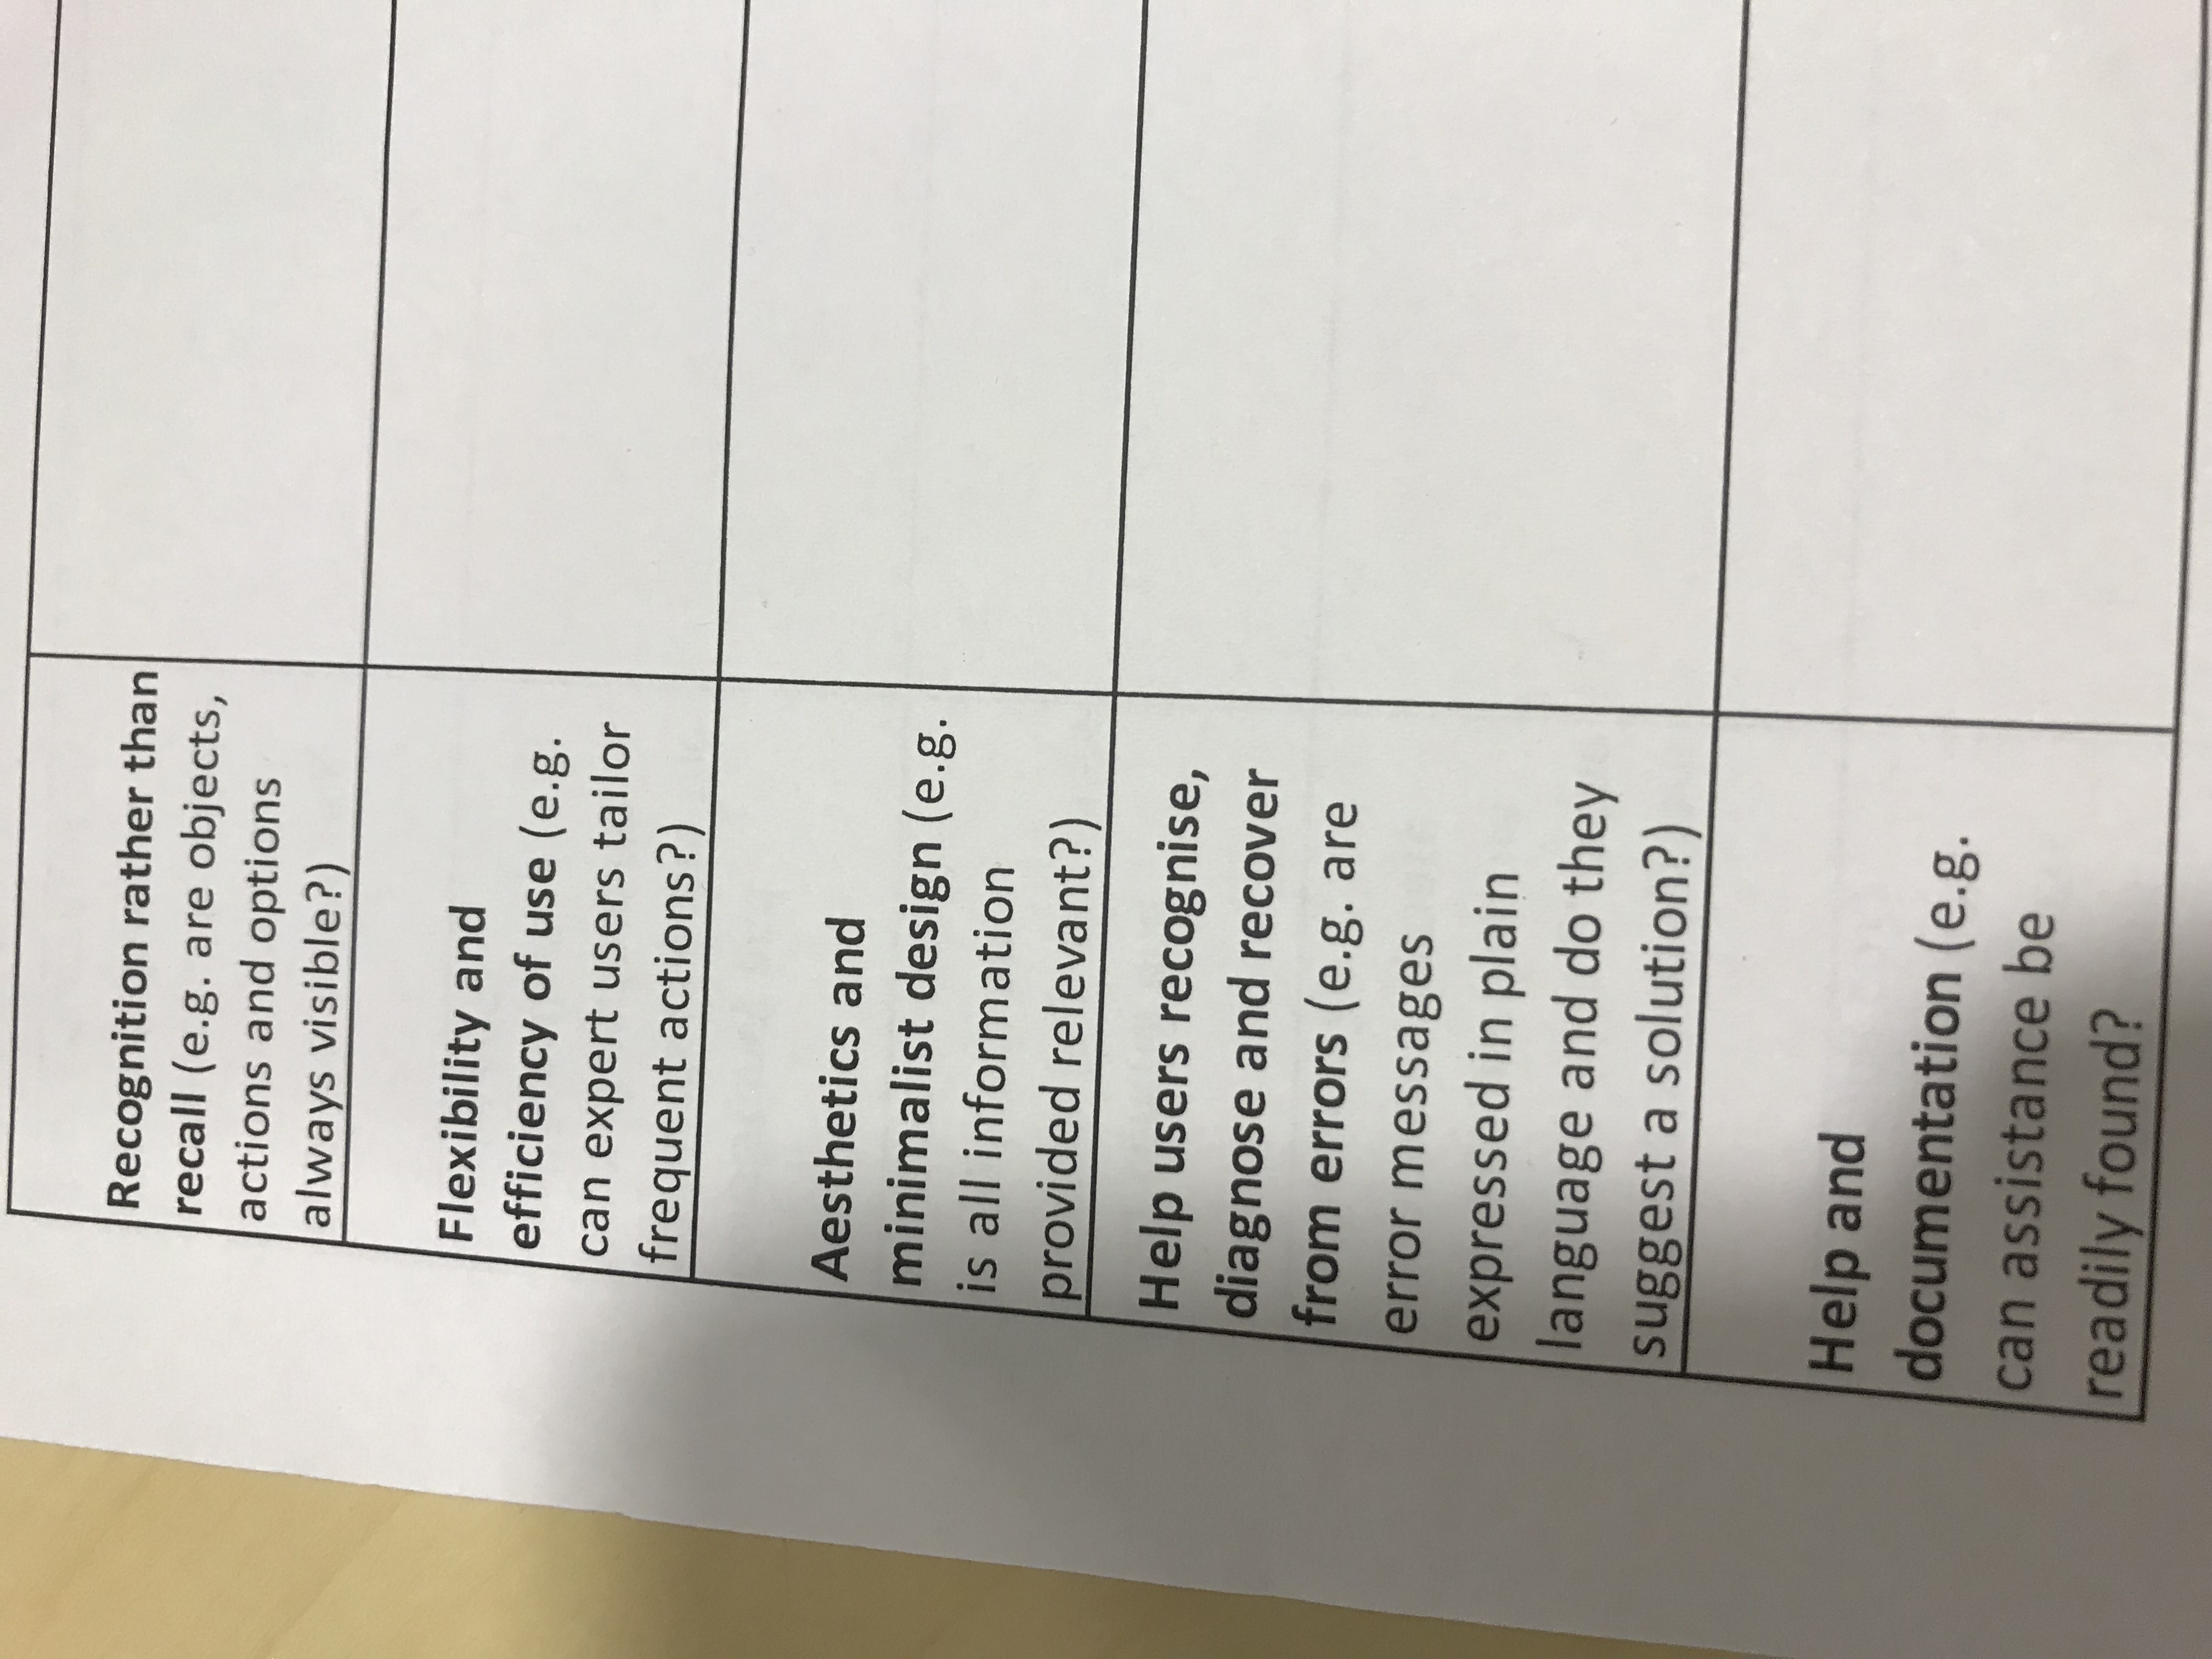 Recognition rather than
recall (e.g. are objects,
actions and options
always visible?)
Flexibility and
efficiency of use (e.g.
can expert users tailor
frequent actions?)
Aesthetics and
minimalist design (e.g.
is all information
provided relevant?)
Help users recognise,
diagnose and recover
from errors (e.g. are
error messages
expressed in plain
language and do they
suggest a solution?)
Help and
documentation (e.g.
can assistance be
readily found?